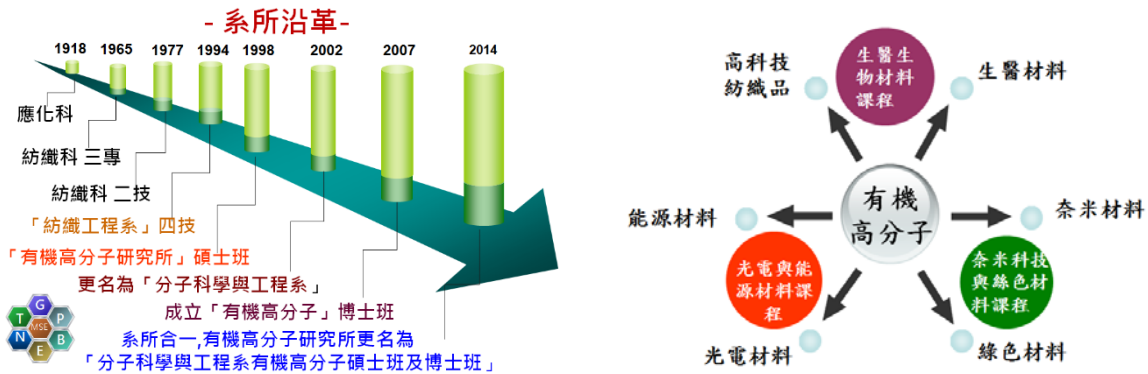 - 系所沿革-
1918 1965 1977 1994 1998 2002 2007 2014
應化科
紡織科 三專
紡織科 二技
「紡織工程系」四技
「有機高分子研究所」碩士班
更名為「分子科學與工程系」
成立「有機高分子」博士班
系所合一,有機高分子研究所更名為
「分子科學與工程系有機高分子碩士班及博士班」
G
T
P
MSE
N
B
E
高科技
紡織品
生醫生
物材料
課程
生醫材料
能源材料
有機
高分子
奈米材料
光電與能
源材料課
程
奈米科技
與綠色材
料課程
光電材料
綠色材料